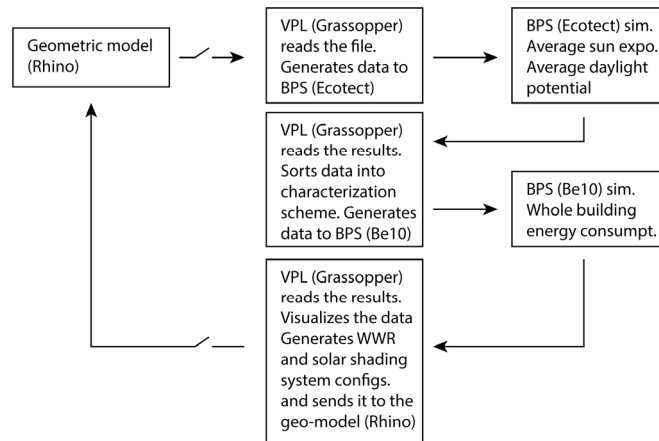 Geometric model
(Rhino)
VPL (Grassopper)
reads the file.
Generates data to
BPS (Ecotect)
BPS (Ecotect) sim.
Average sun expo.
Average daylight
potential
VPL (Grassopper)
reads the results.
Sorts data into
characterization
scheme. Generates
data to BPS (Be10)
BPS (Be10) sim.
Whole building
energy consumpt.
VPL (Grassopper)
reads the results.
Visualizes the data
Generates WWR
and solar shading
system configs.
and sends it to the
geo-model (Rhino)